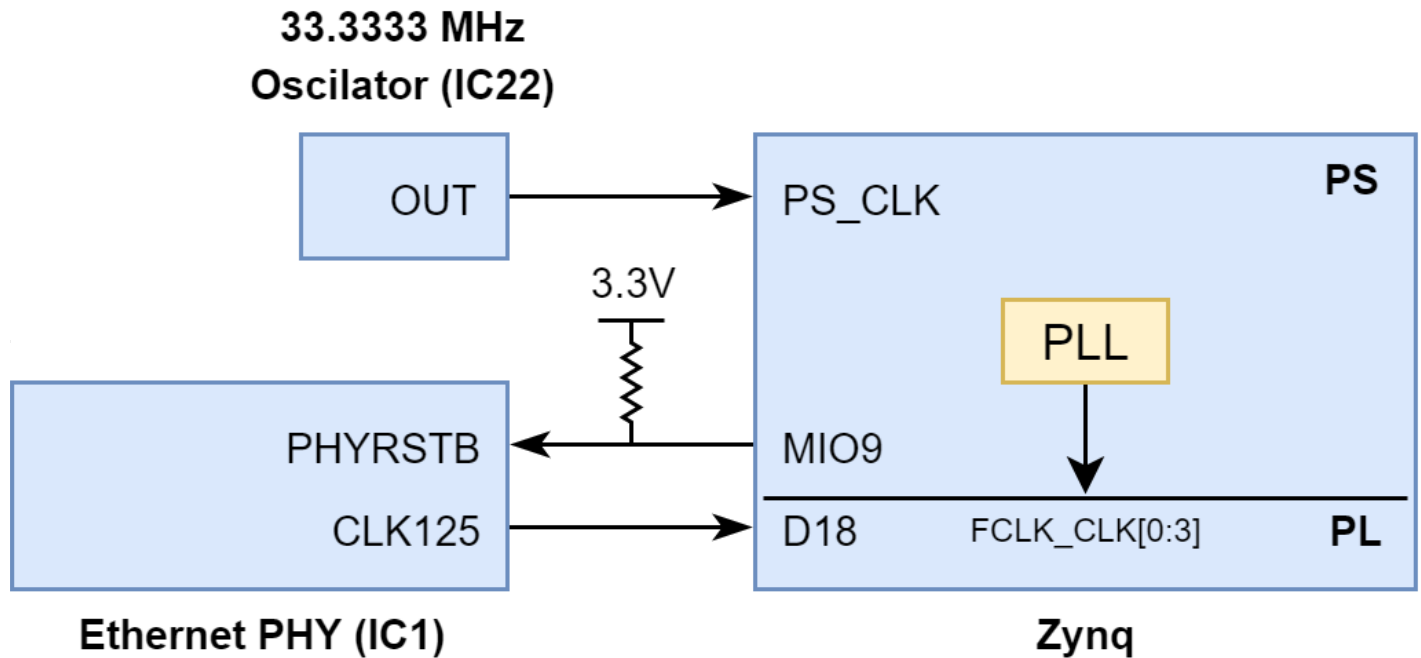 33.3333 MHz
Oscilator (IC22)
OUT
PS_CLK
PS
3.3V
PLL
PHYRSTB
MIO9
CLK125
D18
FCLK_CLK[0:3]
PL
Ethernet PHY (IC1)
Zynq